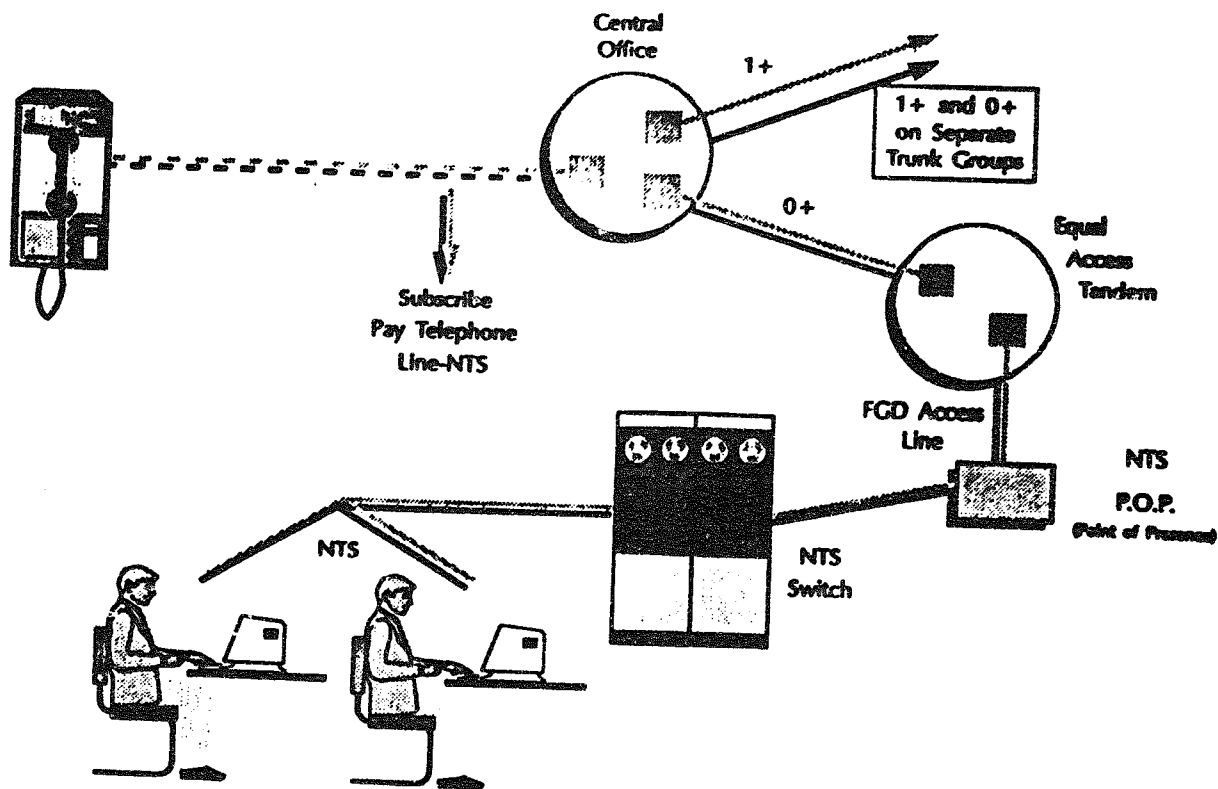 Central
Office
1+
1+ and 0+
on Separate
Trunk Groups
0+
Equal
Access
Tandem
Subscribe
Pay Telephone
Line-NTS
FGD Access
Line
NTS
P.O.P.
(Point of Presence)
NTS
Switch
NTS